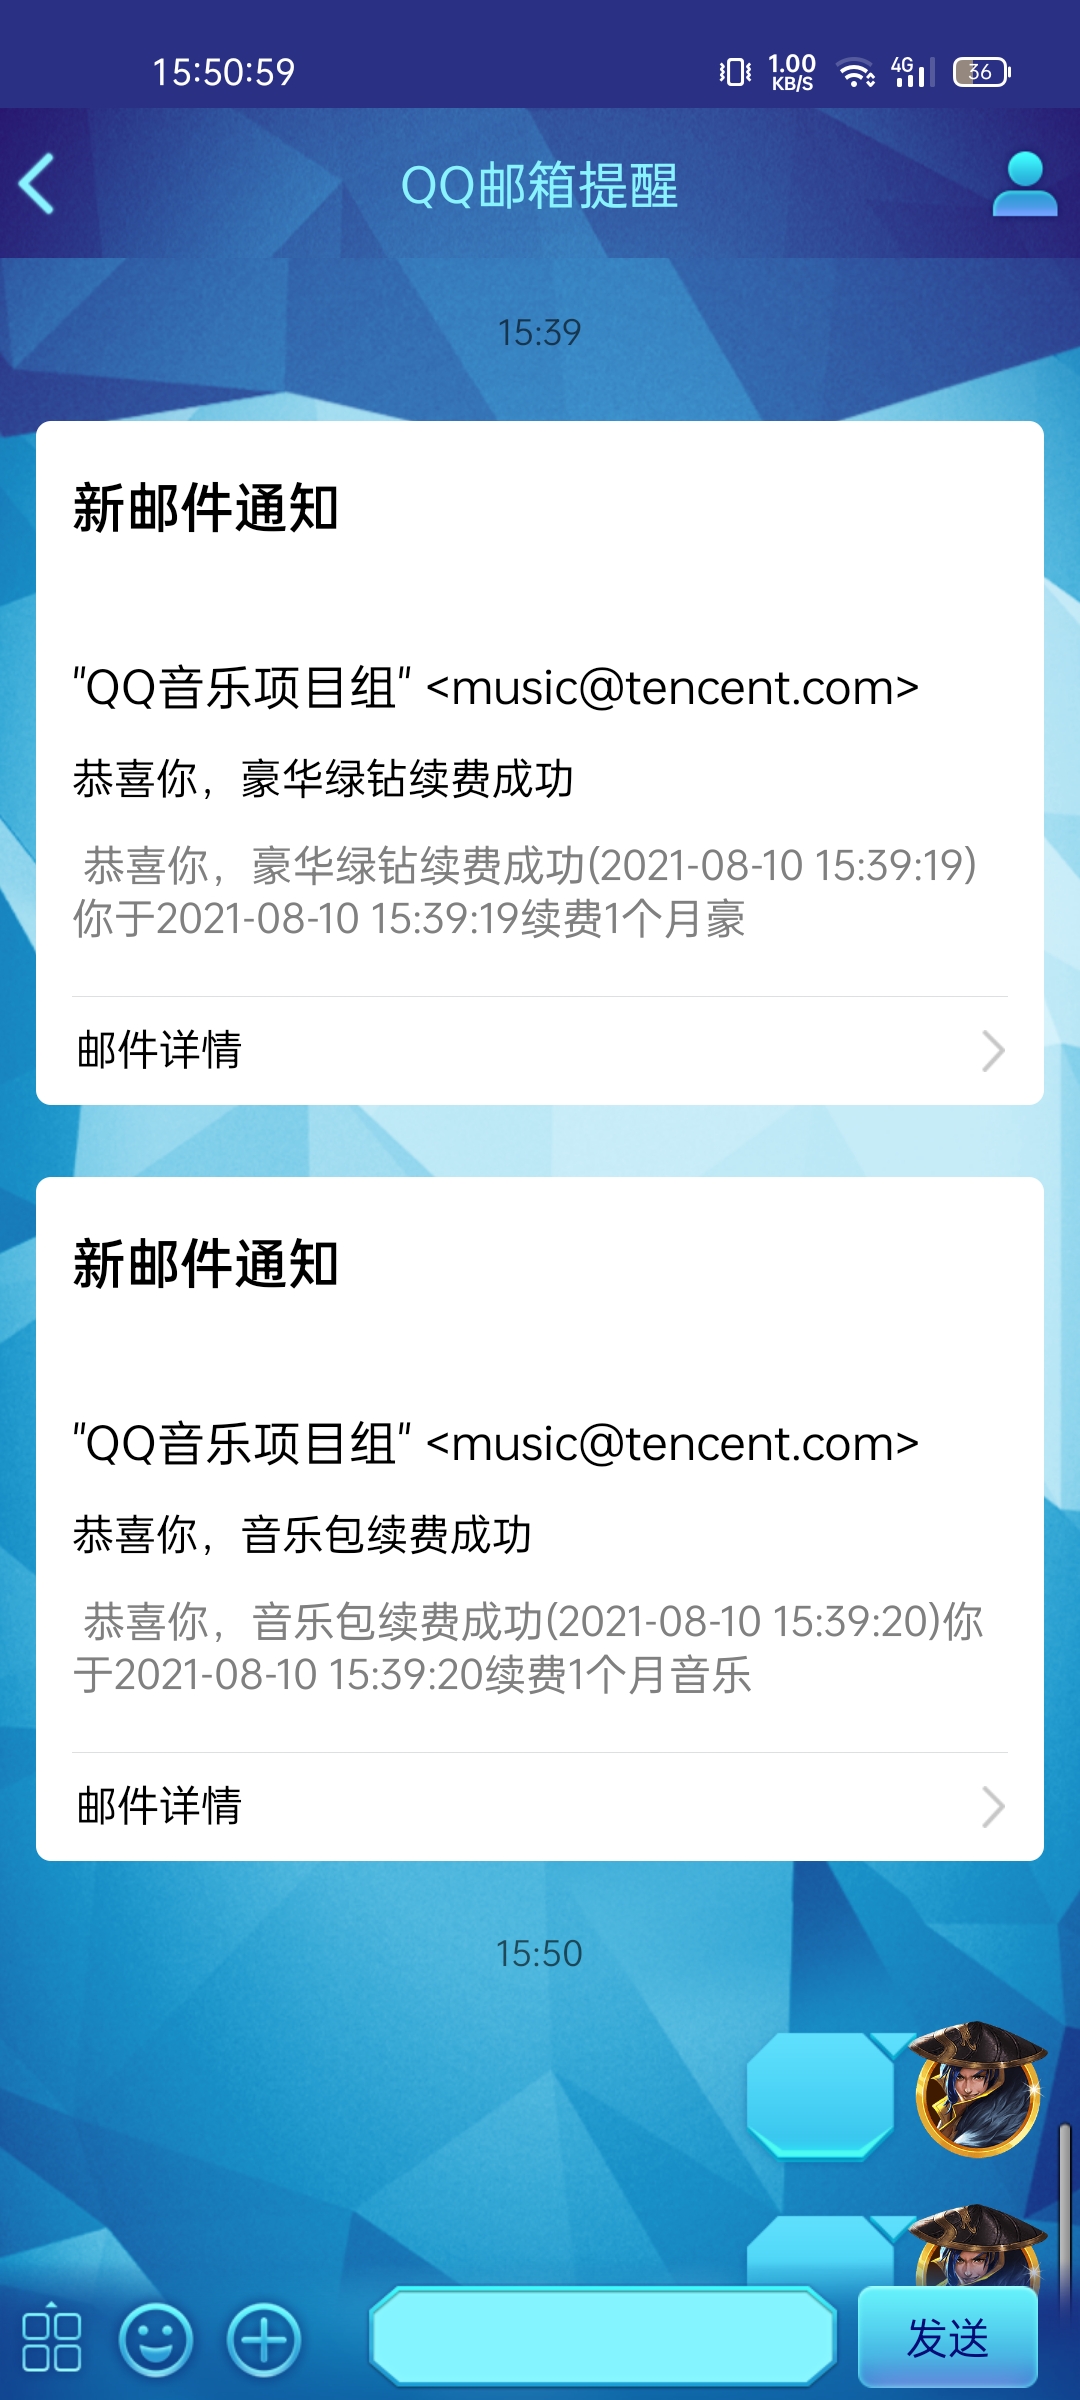 15:50:59
1.00
KB/S
4G
36
QQ邮箱提醒
15:39
新邮件通知
"QQ音乐项目组" <music@tencent.com>
恭喜你，豪华绿钻续费成功
恭喜你，豪华绿钻续费成功(2021-08-10 15:39:19)
你于2021-08-10 15:39:19续费1个月豪
邮件详情
新邮件通知
"QQ音乐项目组" <music@tencent.com>
恭喜你，音乐包续费成功
恭喜你，音乐包续费成功(2021-08-10 15:39:20)你
于2021-08-10 15:39:20续费1个月音乐
邮件详情
15:50
发送